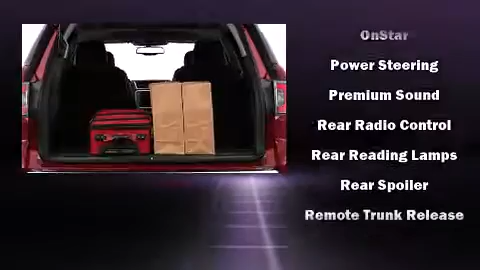 OnStar
Power Steering
Premium Sound
Rear Radio Control
Rear Reading Lamps
Rear Spoiler
Remote Trunk Release